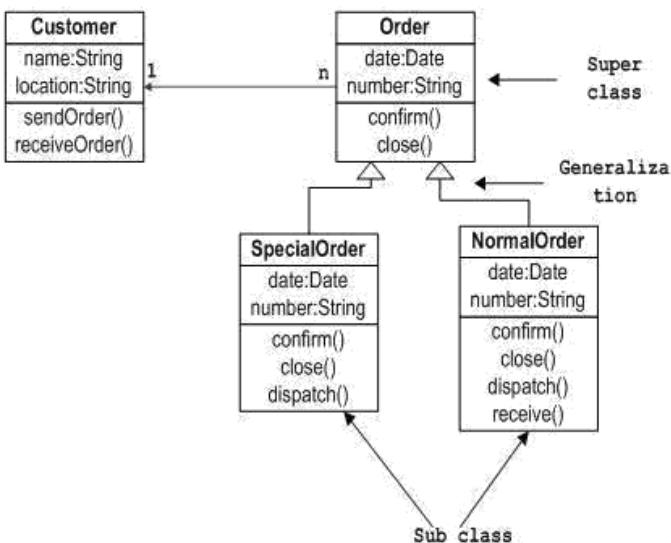 Customer
name:String
location:String
sendOrder()
receiveOrder()
1
n
Order
date:Date
number:String
confirm()
close()
Super
class
Generaliza
tion
SpecialOrder
date:Date
number:String
confirm()
close()
dispatch()
NormalOrder
date:Date
number:String
confirm()
close()
dispatch()
receive()
Sub class